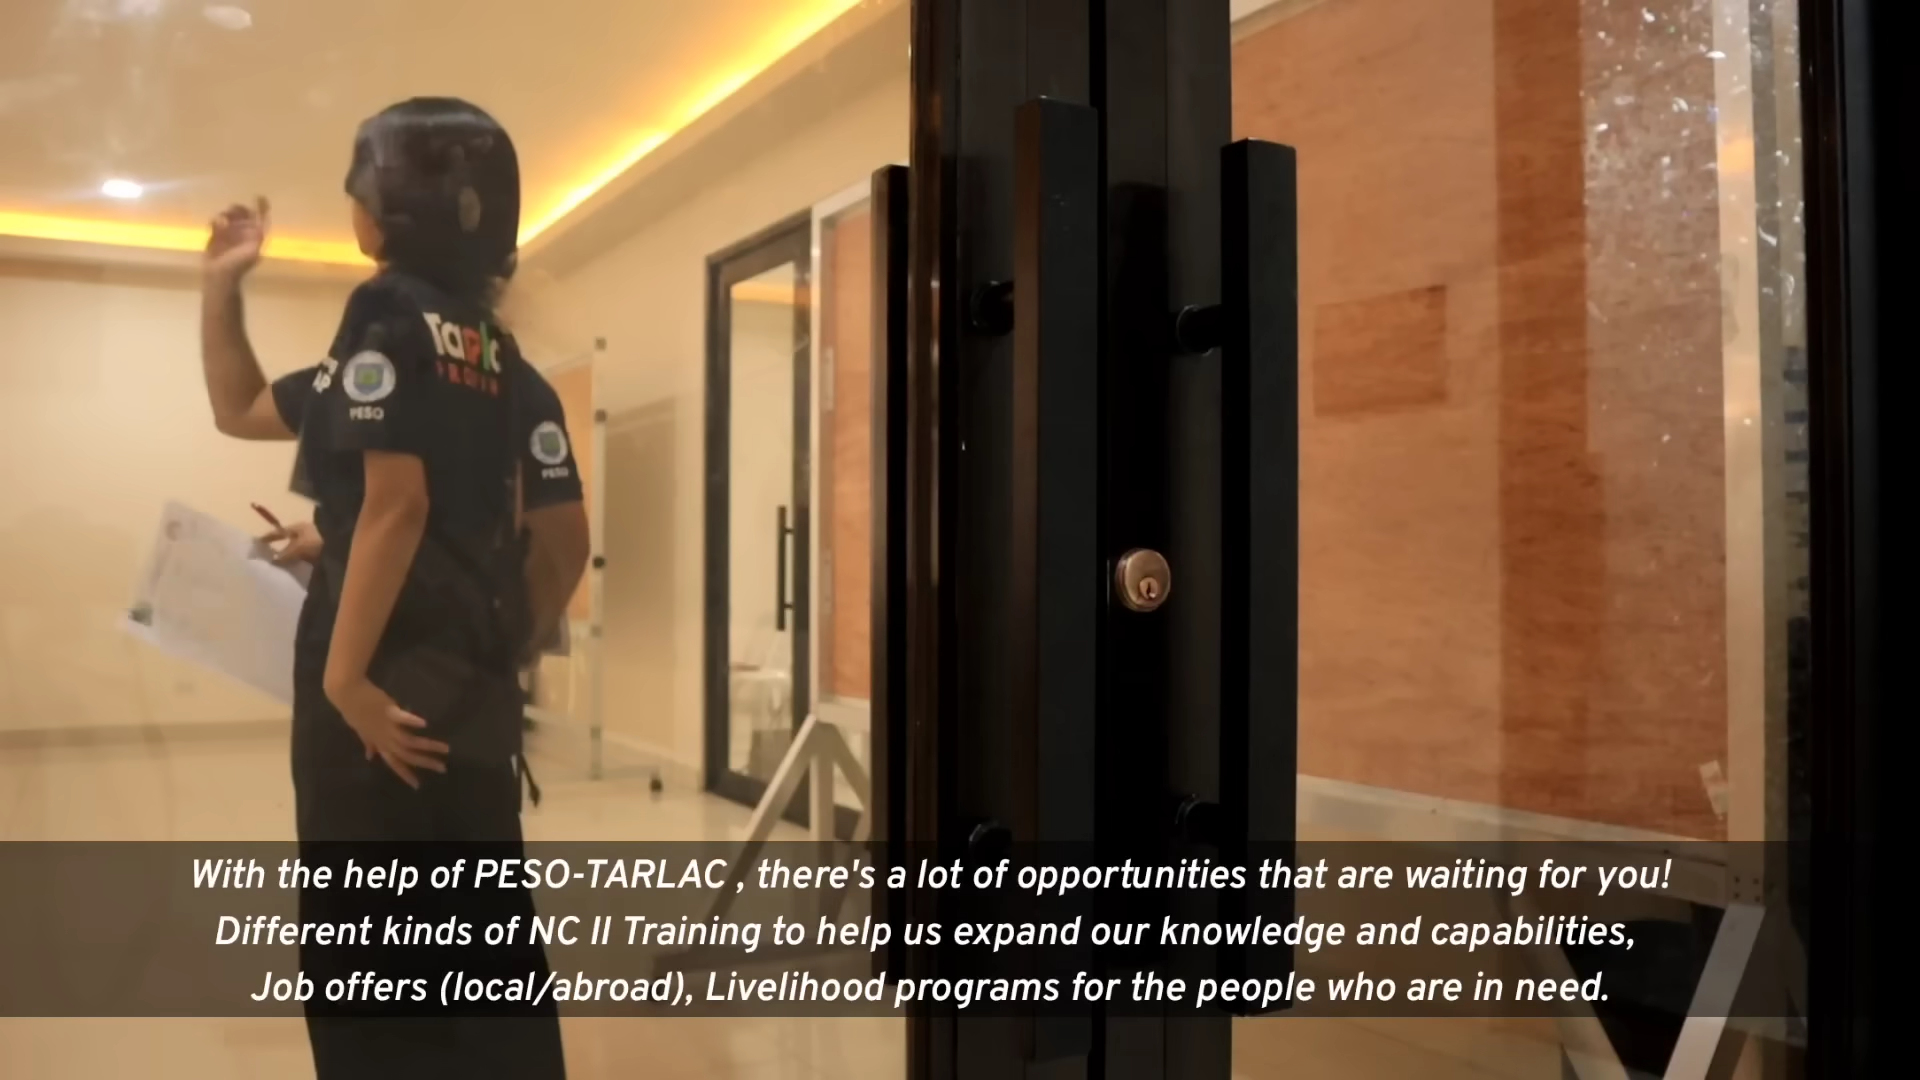 PESO
PESO
With the help of PESO-TARLAC , there's a lot of opportunities that are waiting for you!
Different kinds of NC II Training to help us expand our knowledge and capabilities,
Job offers (local/abroad), Livelihood programs for the people who are in need.